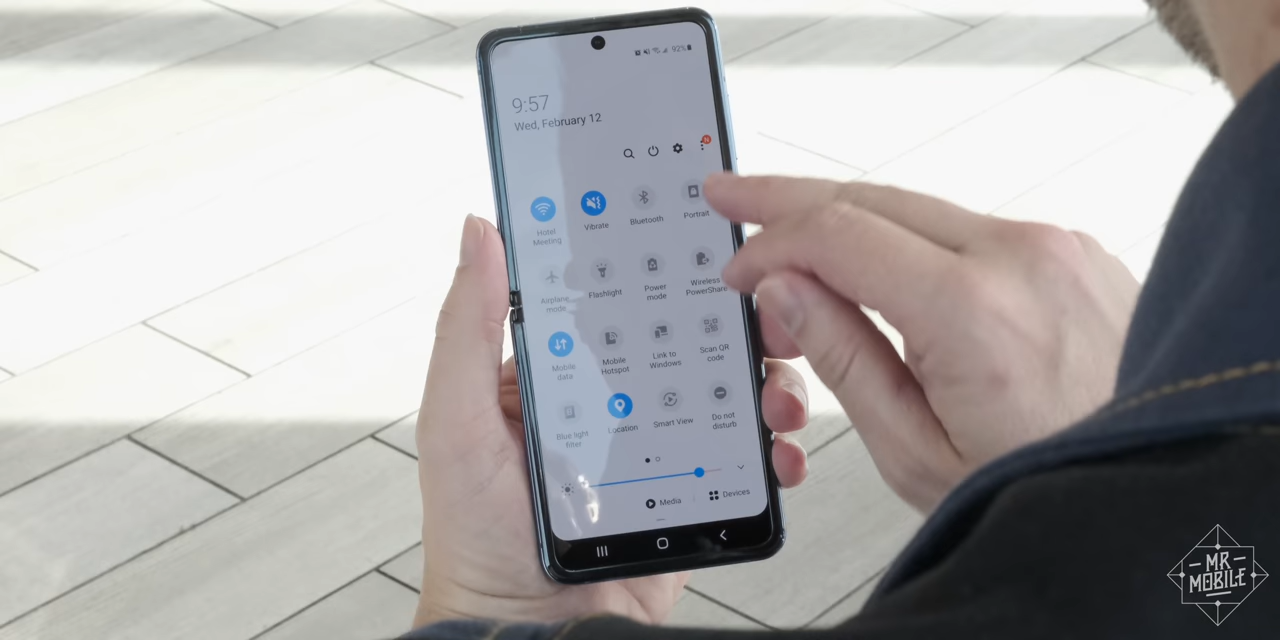 92%
9:57
Wed, February 12
Hotel
Meeting
Vibrate
Bluetooth
Portrait
Airplane
mode
Flashlight
Power
mode
Wireless
PowerShare
Mobile
data
Mobile
Hotspot
Link to
Windows
Scan QR
code
Blue light
filter
Location
Smart View
Do not
disturb
Media
Devices
MR
MOBILE